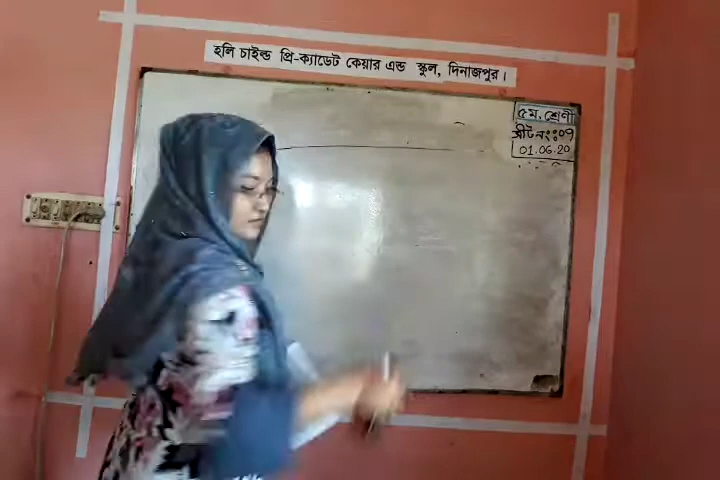 হলি চাইল্ড প্রি-ক্যাডেট কেয়ার এন্ড স্কুল, দিনাজপুর।
৫ম. শ্রেণী
সীট নং ঃ ০৭
01.06.20